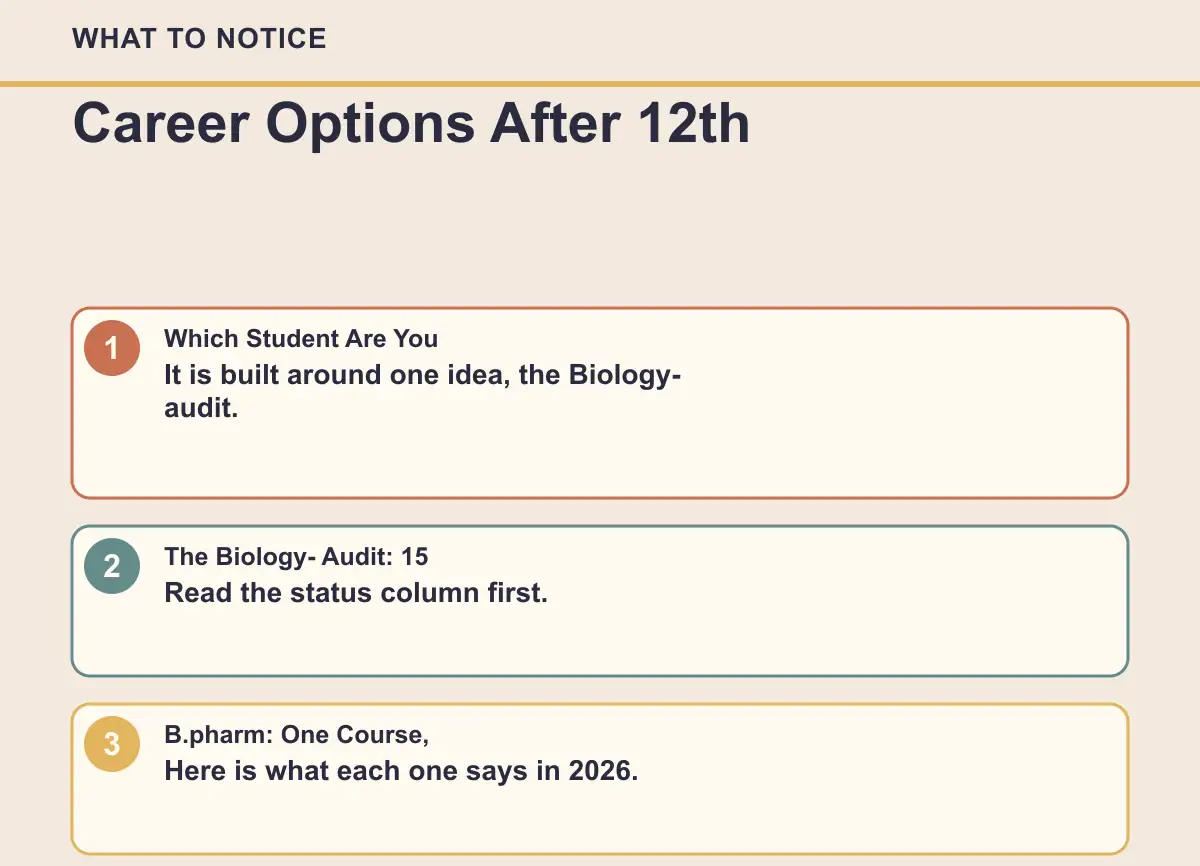 WHAT TO NOTICE
Career Options After 12th
1
Which Student Are You
It is built around one idea, the Biology-
audit.
2
The Biology- Audit: 15
Read the status column first.
3
B.pharm: One Course,
Here is what each one says in 2026.